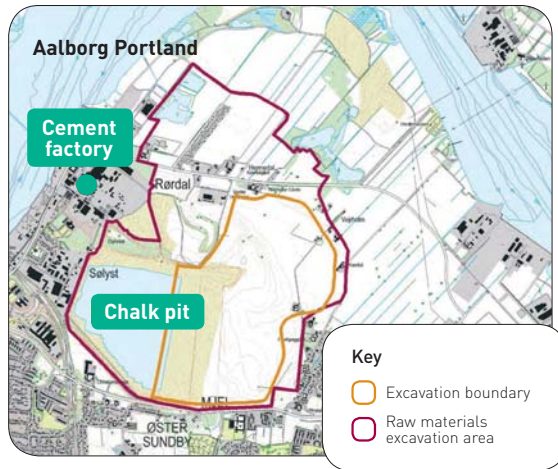 Aalborg Portland
Cement
factory
Rørdal
Sølyst
Chalk pit
ØSTER
SUNDBY
Key
Excavation boundary
Raw materials
excavation area